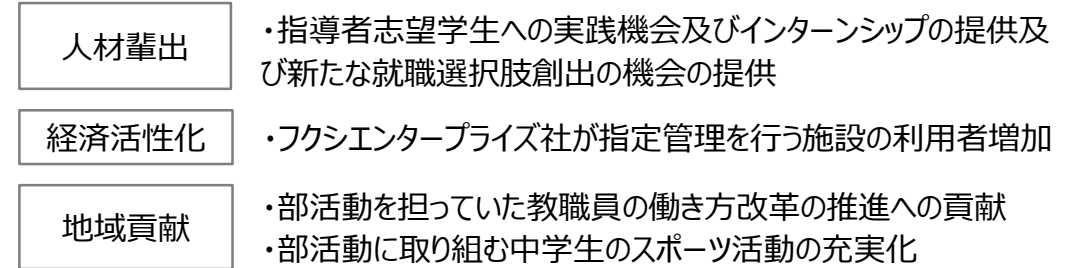 人材輩出
・指導者志望学生への実践機会及びインターンシップの提供及
び新たな就職選択肢創出の機会の提供
経済活性化
・フクシエンタープライズ社が指定管理を行う施設の利用者増加
地域貢献
・部活動を担っていた教職員の働き方改革の推進への貢献
・部活動に取り組む中学生のスポーツ活動の充実化